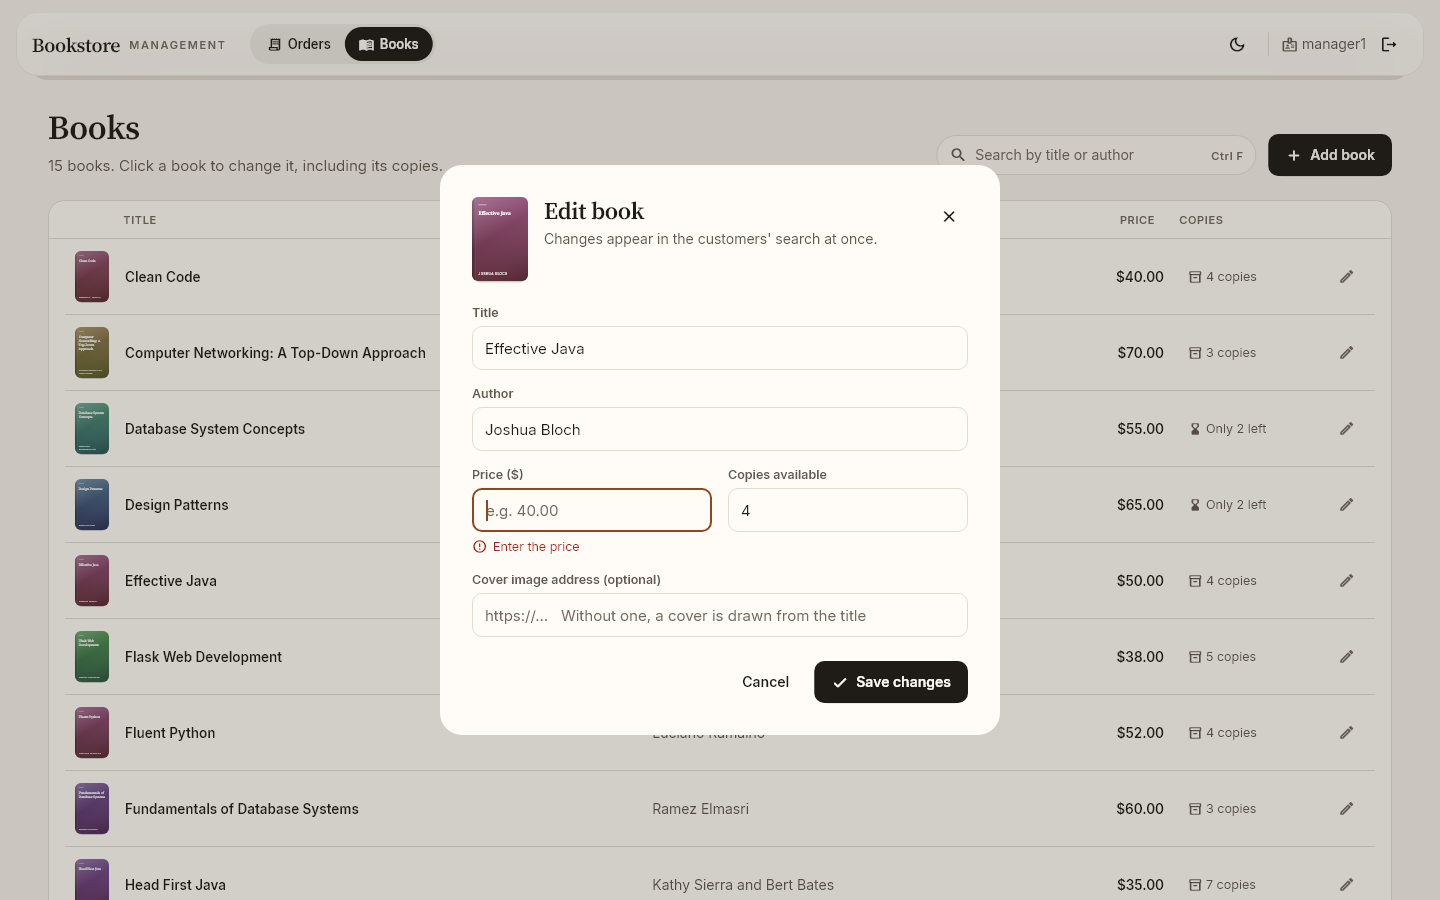 Bookstore MANAGEMENT Orders Books manager1
Books
15 books. Click a book to change it, including its copies.
Search by title or author Ctrl F
Add book
TITLE PRICE COPIES
Clean Code $40.00 4 copies
Computer Networking: A Top-Down Approach $70.00 3 copies
Database System Concepts $55.00 Only 2 left
Design Patterns $65.00 Only 2 left
Effective Java $50.00 4 copies
Flask Web Development $38.00 5 copies
Fluent Python $52.00 4 copies
Fundamentals of Database Systems Ramez Elmasri $60.00 3 copies
Head First Java Kathy Sierra and Bert Bates $35.00 7 copies
Effective Java
JOSHUA BLOCH
Edit book
Changes appear in the customers' search at once.
Title
Effective Java
Author
Joshua Bloch
Price ($) Copies available
e.g. 40.00 4
Enter the price
Cover image address (optional)
https://... Without one, a cover is drawn from the title
Cancel Save changes